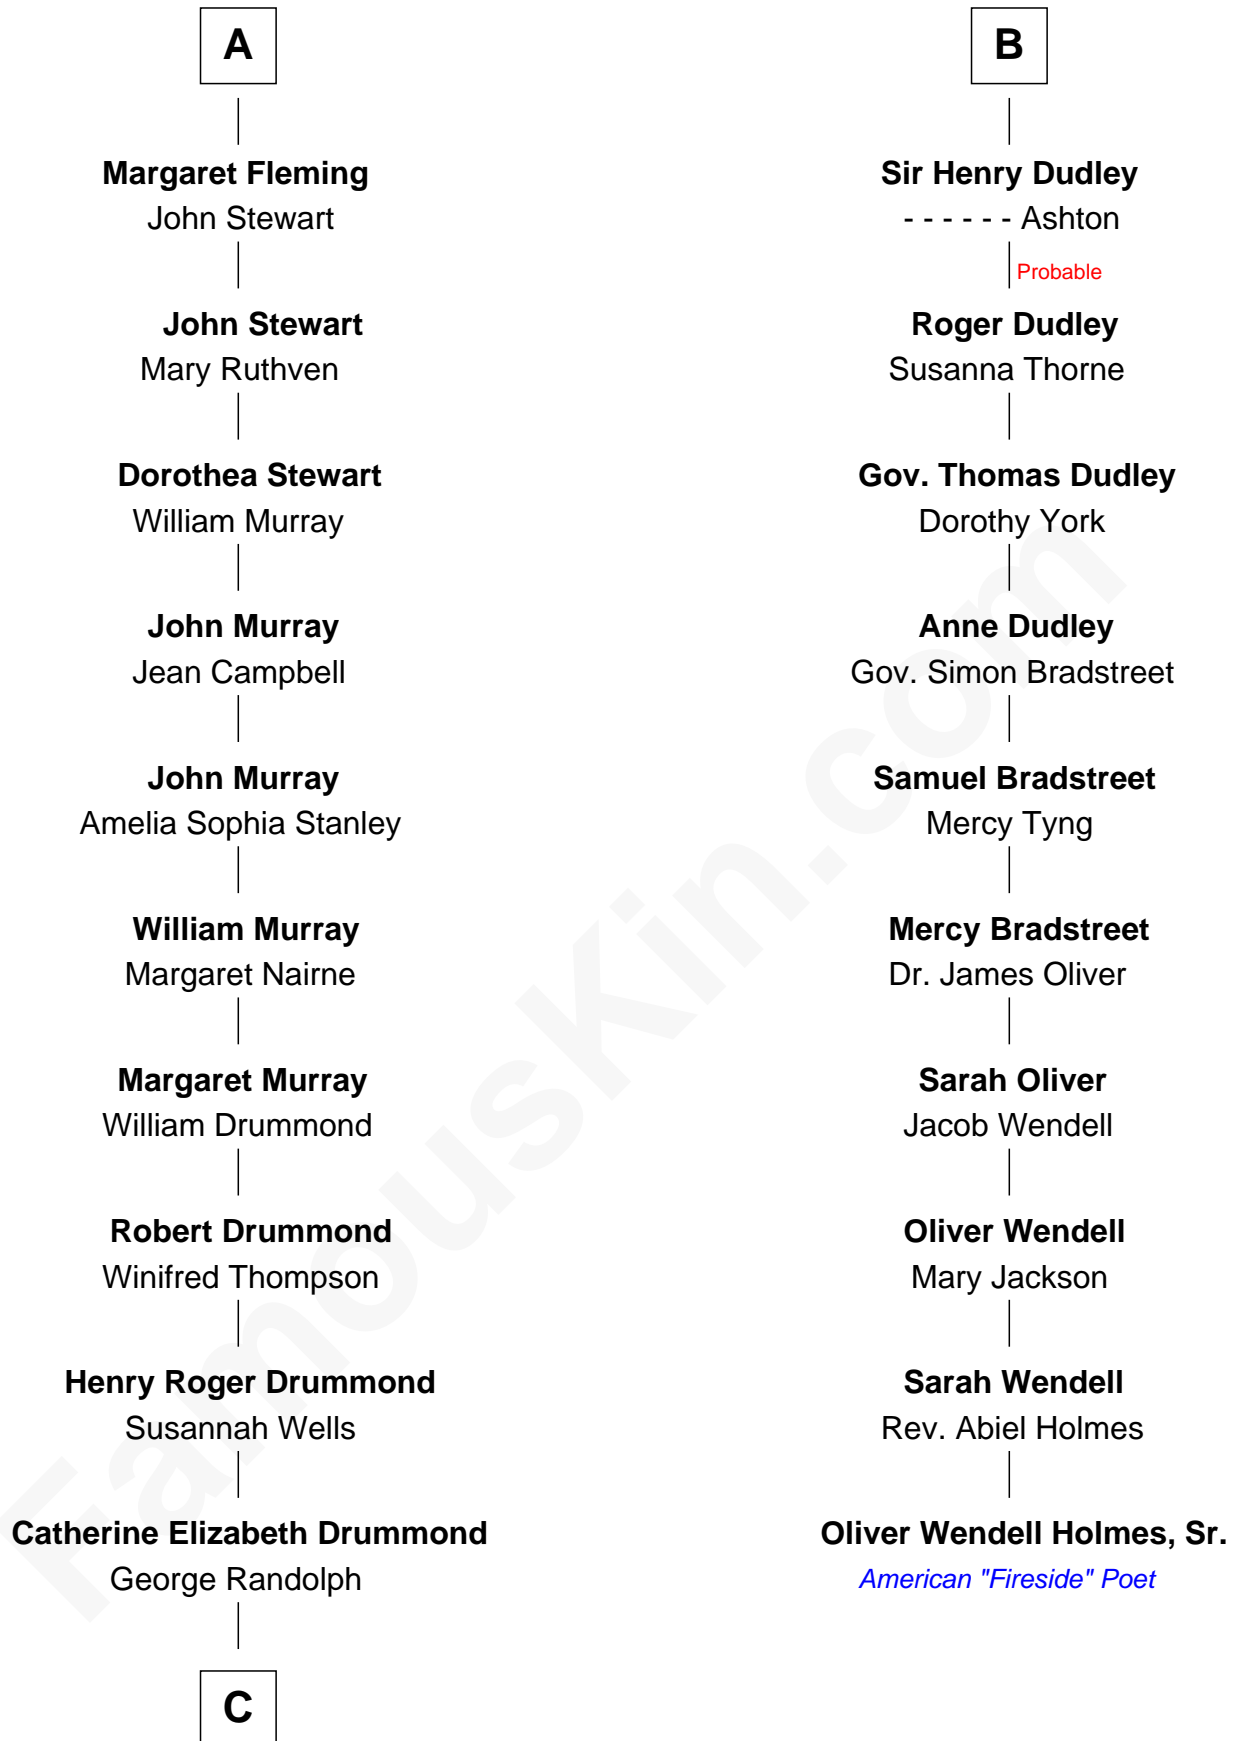 A
Margaret Fleming
John Stewart
John Stewart
Mary Ruthven
Dorothea Stewart
William Murray
John Murray
Jean Campbell
John Murray
Amelia Sophia Stanley
William Murray
Margaret Nairne
Margaret Murray
William Drummond
Robert Drummond
Winifred Thompson
Henry Roger Drummond
Susannah Wells
Catherine Elizabeth Drummond
George Randolph
C
B
Sir Henry Dudley
- - - - - - Ashton
Probable
Roger Dudley
Susanna Thorne
Gov. Thomas Dudley
Dorothy York
Anne Dudley
Gov. Simon Bradstreet
Samuel Bradstreet
Mercy Tyng
Mercy Bradstreet
Dr. James Oliver
Sarah Oliver
Jacob Wendell
Oliver Wendell
Mary Jackson
Sarah Wendell
Rev. Abiel Holmes
Oliver Wendell Holmes, Sr.
American "Fireside" Poet
FamousKin.com